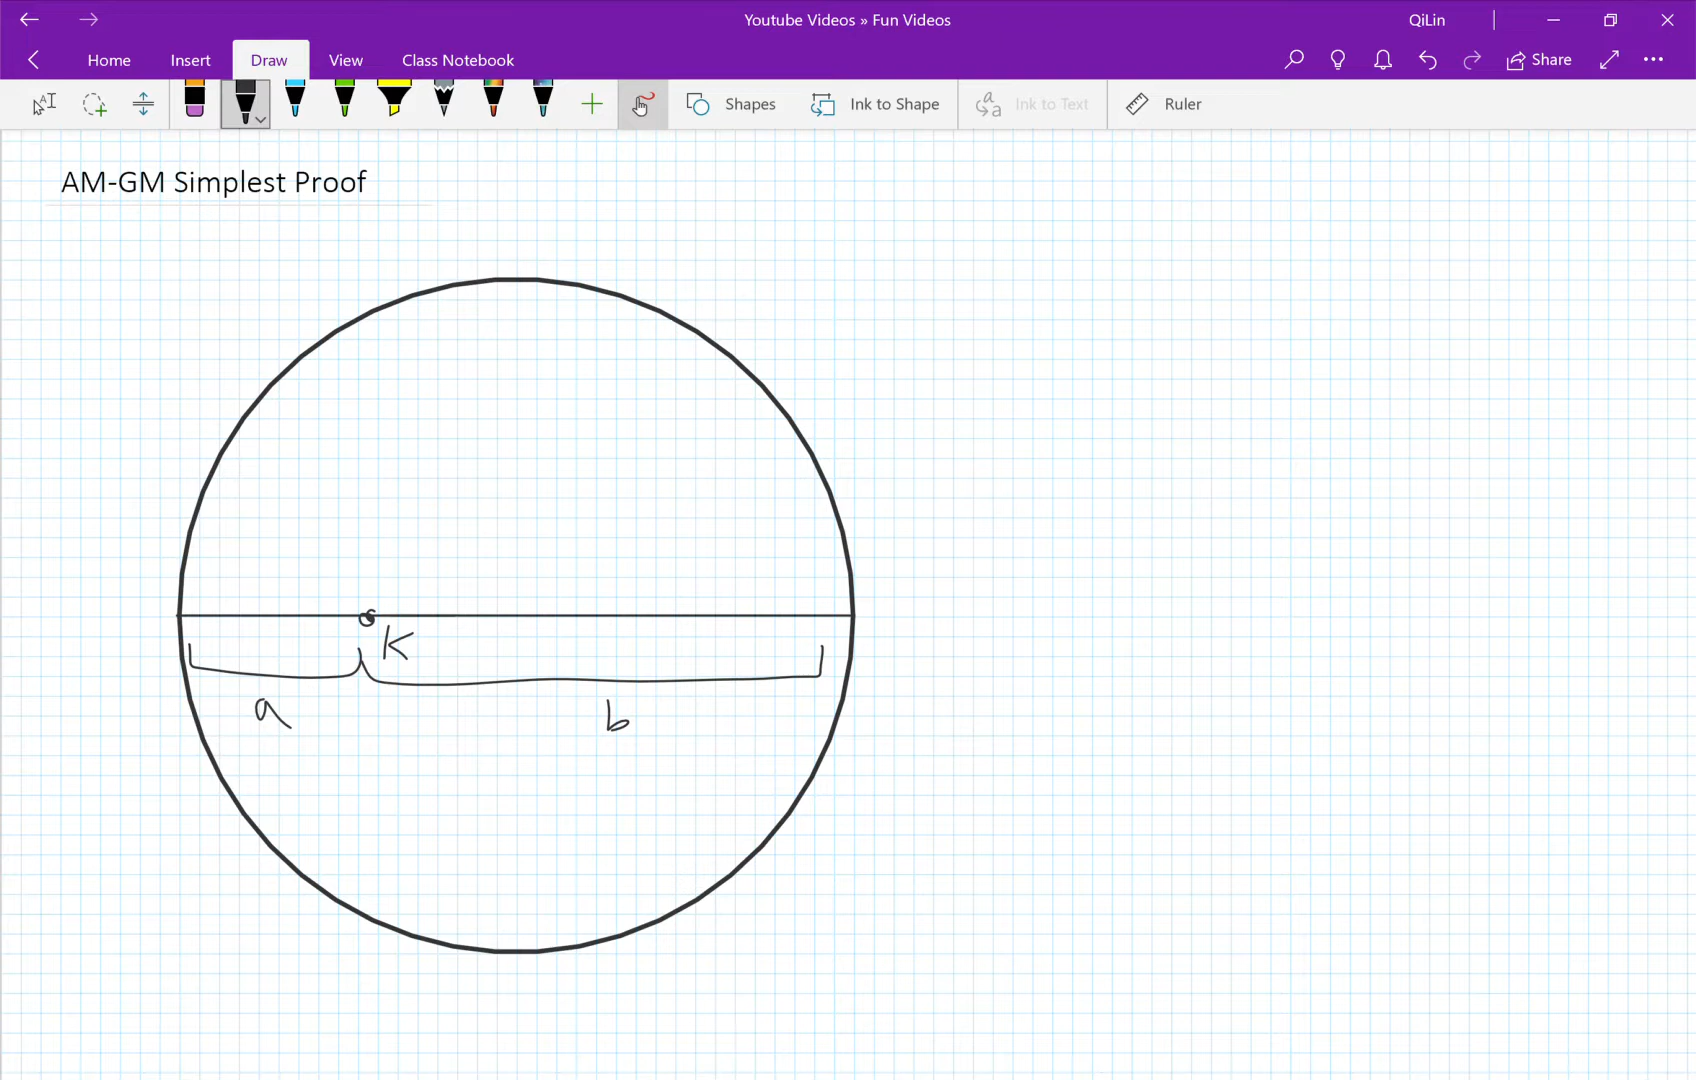 Youtube Videos » Fun Videos
QiLin
Home Insert Draw View Class Notebook
Share
Shapes Ink to Shape Ink to Text Ruler
AM-GM Simplest Proof
K
a b